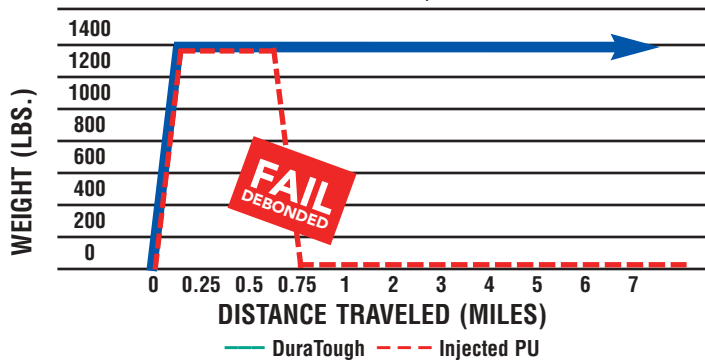 1400
1200
1000
800
600
400
200
0
WEIGHT (LBS.)
FAIL
DEBONDED
0 0.25 0.5 0.75 1 2 3 4 5 6 7
DISTANCE TRAVELED (MILES)
DuraTough Injected PU